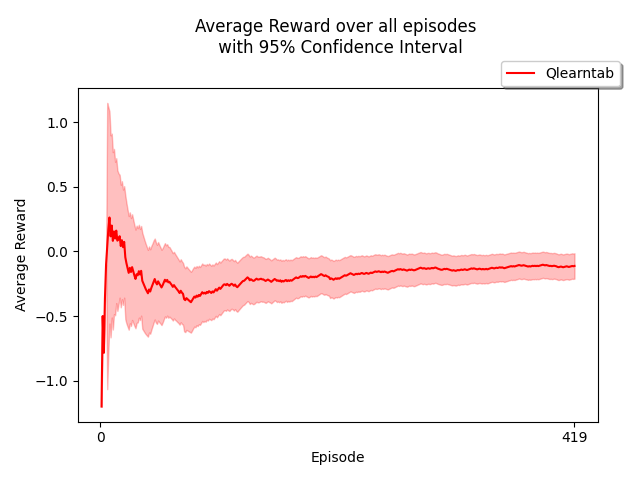 Average Reward over all episodes
with 95% Confidence Interval
Qlearntab
1.0
0.5
0.0
−0.5
−1.0
Average Reward
0
419
Episode